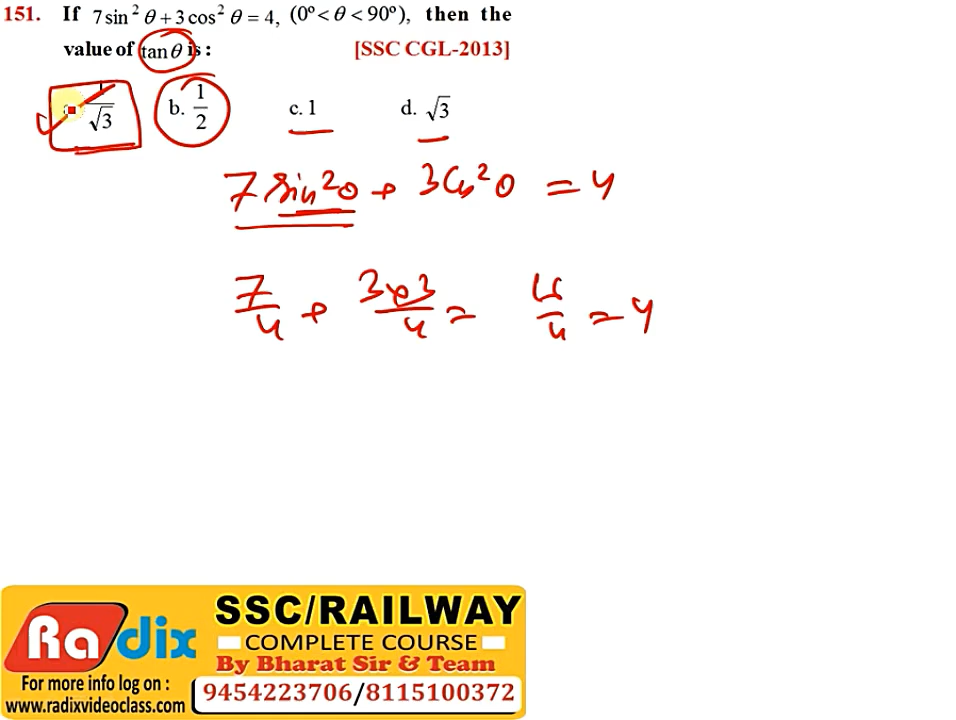 151. If 7 sin² θ + 3 cos² θ = 4, (0º < θ < 90º), then the
value of tan θ is : [SSC CGL-2013]
1/√3 b. 1/2 c. 1 d. √3
7 sin²θ + 3 Cos²θ = 4
7/4 + 3×3/4 = 16/4 = 4
Radix
For more info log on :
www.radixvideoclass.com
SSC/RAILWAY
COMPLETE COURSE
By Bharat Sir & Team
9454223706/8115100372